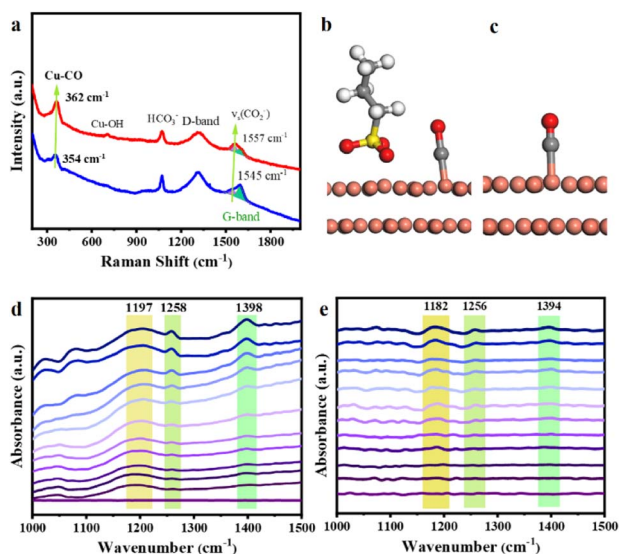 a
Cu-CO
362 cm⁻¹
Cu-OH
HCO₃⁻
D-band
νₛ(CO₂⁻)
1557 cm⁻¹
354 cm⁻¹
1545 cm⁻¹
G-band
Intensity (a.u.)
300 600 900 1200 1500 1800
Raman Shift (cm⁻¹)
b
c
d
1197 1258 1398
Absorbance (a.u.)
1000 1100 1200 1300 1400 1500
Wavenumber (cm⁻¹)
e
1182 1256 1394
Absorbance (a.u.)
1000 1100 1200 1300 1400 1500
Wavenumber (cm⁻¹)